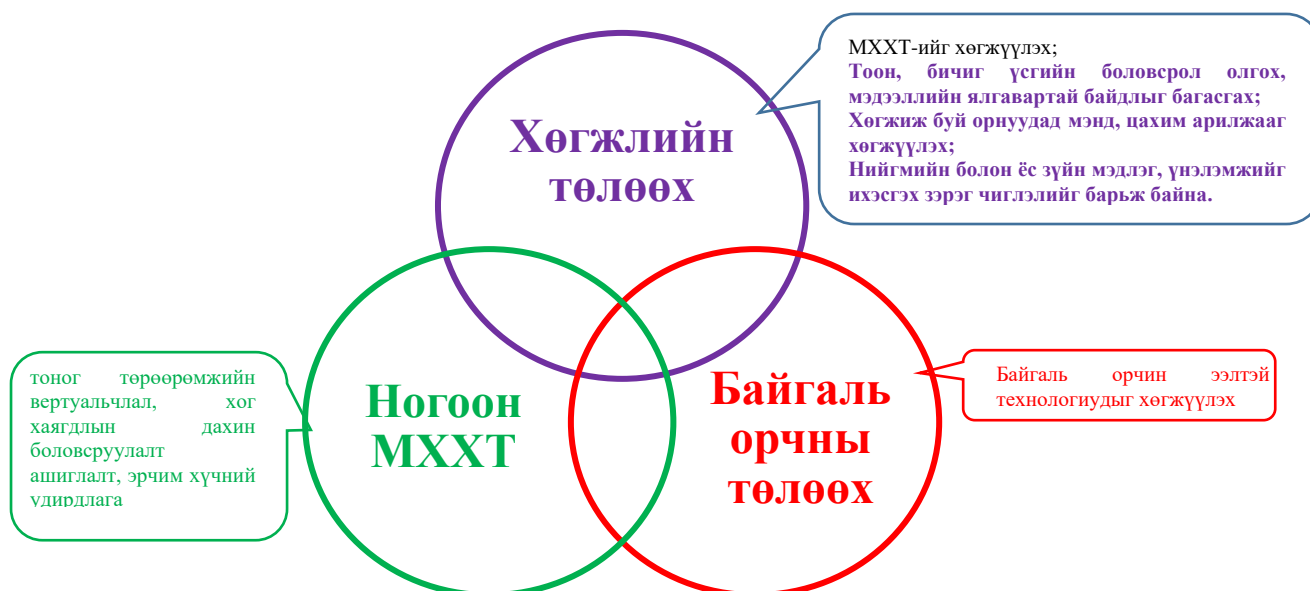 МХХТ-ийг хөгжүүлэх;
Тоон, бичиг үсгийн боловсрол олгох,
мэдээллийн ялгавартай байдлыг багасгах;
Хөгжиж буй орнуудад мэнд, цахим арилжааг
хөгжүүлэх;
Нийгмийн болон ёс зүйн мэдлэг, үнэлэмжийг
ихэсгэх зэрэг чиглэлийг барьж байна.
Хөгжлийн
төлөөх
тоног төрөөрөмжийн
вертуальчлал, хог
хаягдлын дахин
боловсруулалт
ашиглалт, эрчим хүчний
удирдлага
Ногоон
МХХТ
Байгаль
орчны
төлөөх
Байгаль орчин ээлтэй
технологиудыг хөгжүүлэх